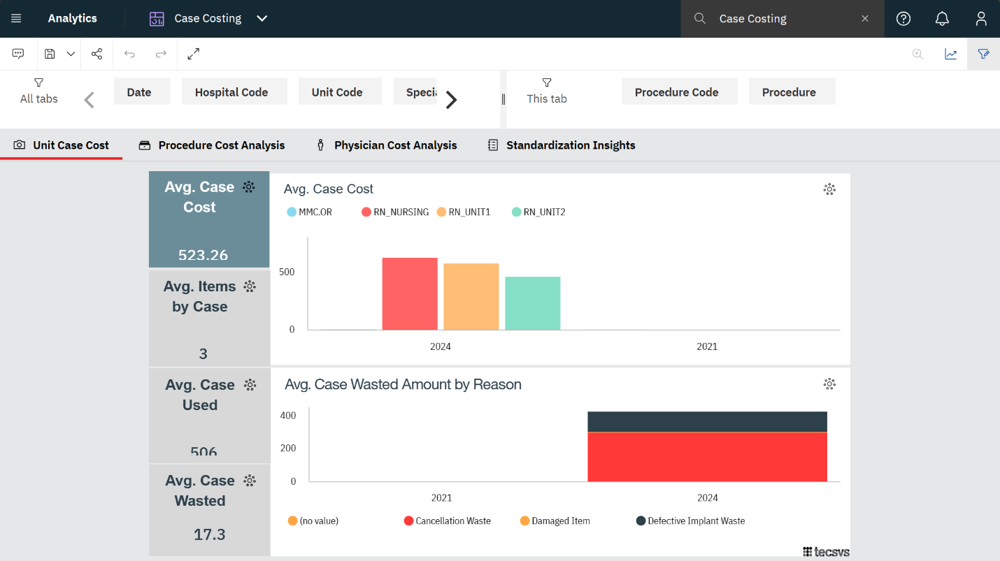 Analytics
Case Costing
Case Costing
All tabs
Date
Hospital Code
Unit Code
Speci
This tab
Procedure Code
Procedure
Unit Case Cost
Procedure Cost Analysis
Physician Cost Analysis
Standardization Insights
Avg. Case
Cost
523.26
Avg. Items
by Case
3
Avg. Case
Used
506
Avg. Case
Wasted
17.3
Avg. Case Cost
MMC.OR
RN_NURSING
RN_UNIT1
RN_UNIT2
500
0
2024
2021
Avg. Case Wasted Amount by Reason
400
200
0
2021
2024
(no value)
Cancellation Waste
Damaged Item
Defective Implant Waste
tecsys